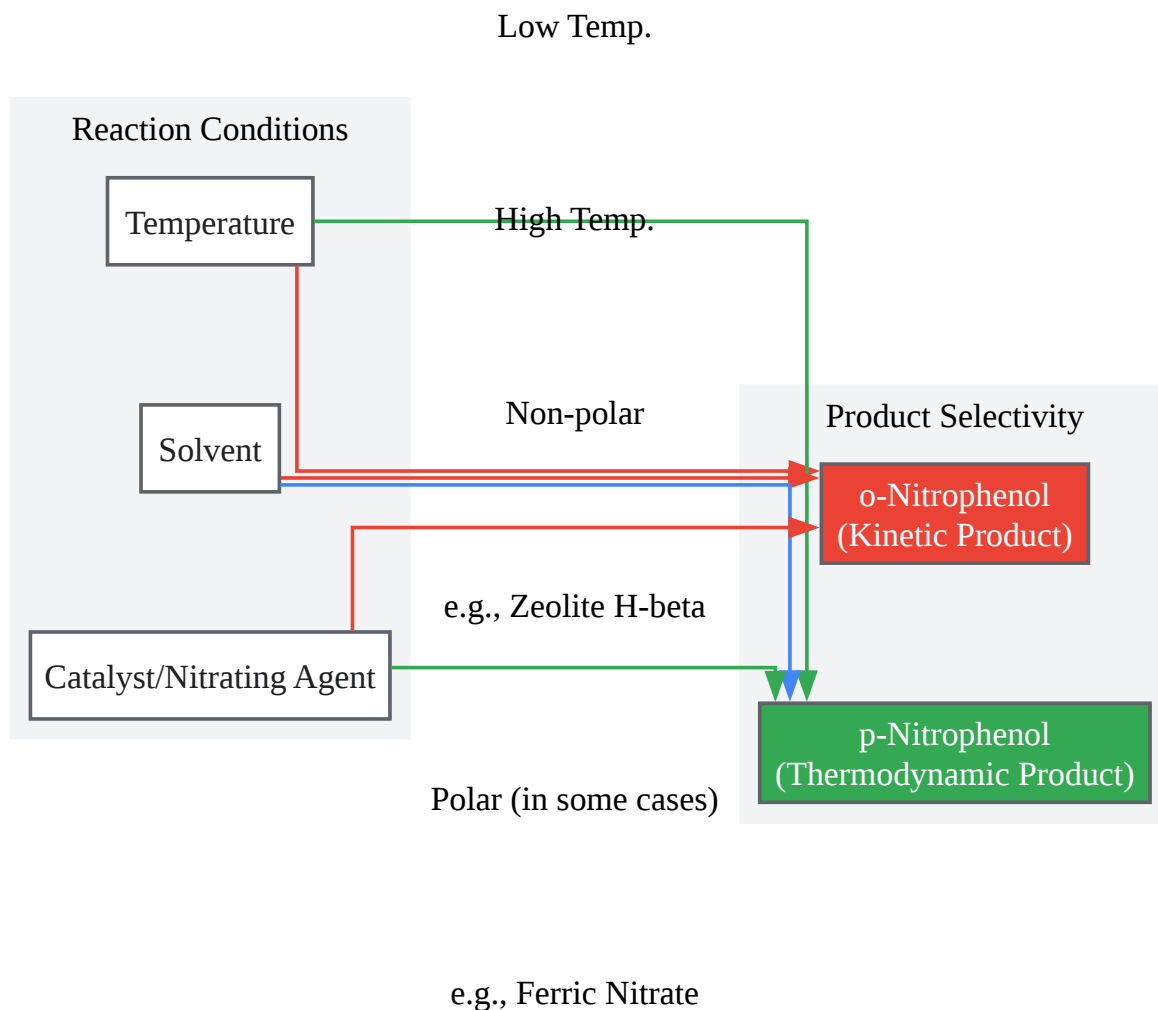 Low Temp.
Reaction Conditions
Temperature
High Temp.
Non-polar
Product Selectivity
Solvent
o-Nitrophenol
(Kinetic Product)
e.g., Zeolite H-beta
Catalyst/Nitrating Agent
p-Nitrophenol
(Thermodynamic Product)
Polar (in some cases)
e.g., Ferric Nitrate